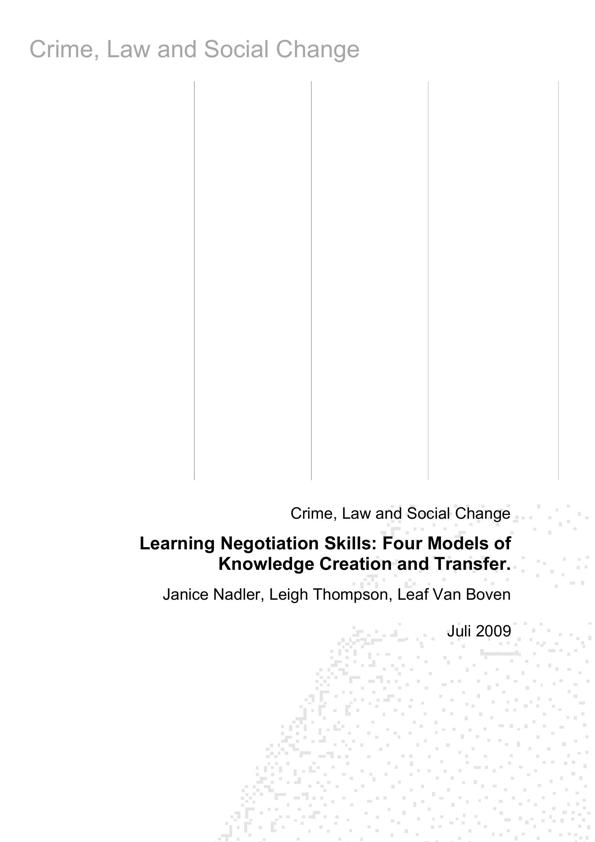 Crime, Law and Social Change
Crime, Law and Social Change
Learning Negotiation Skills: Four Models of
Knowledge Creation and Transfer.
Janice Nadler, Leigh Thompson, Leaf Van Boven
Juli 2009